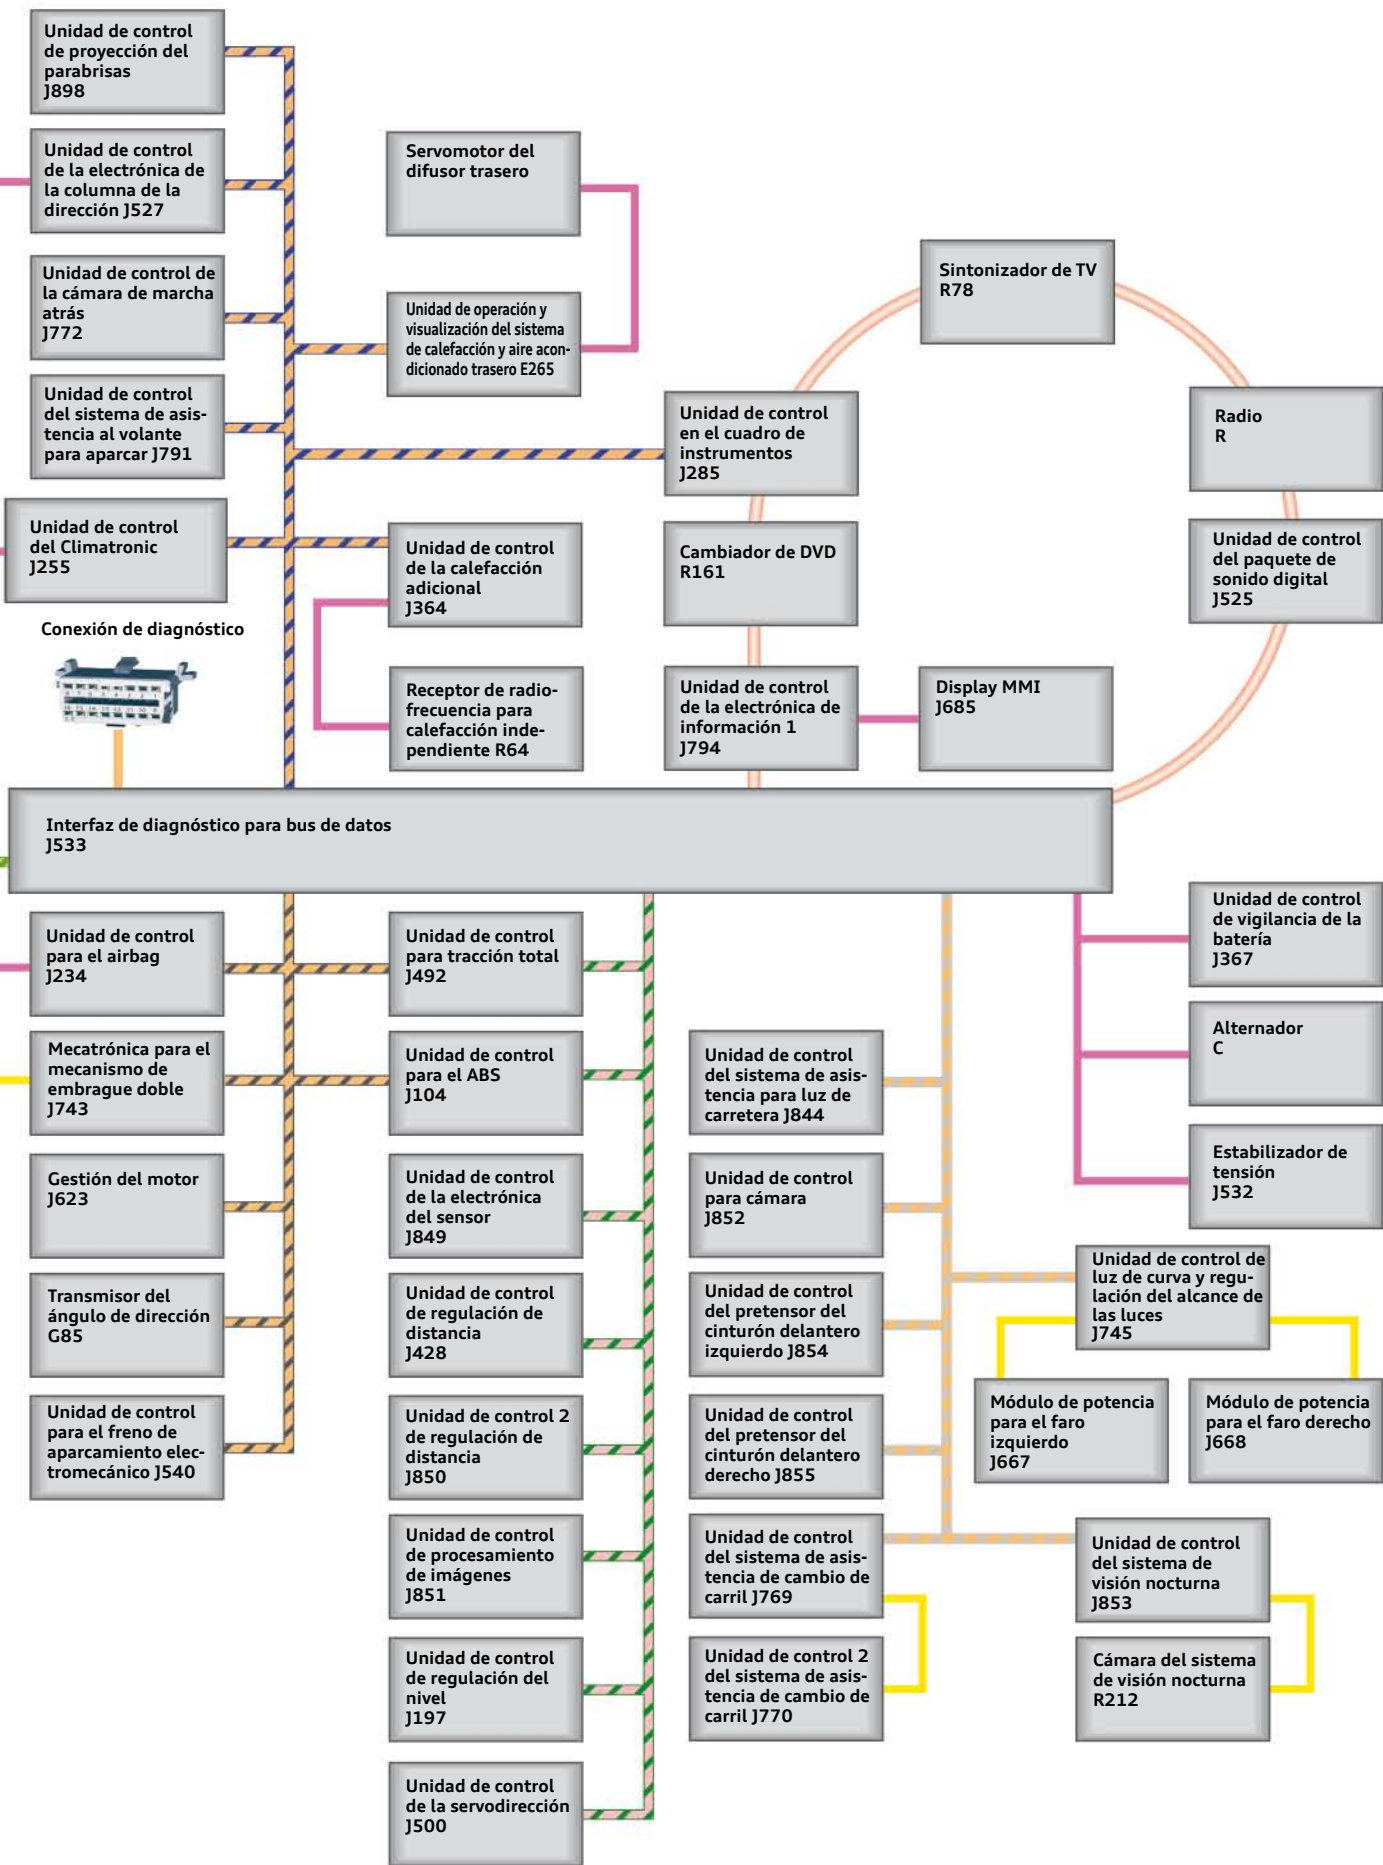 Unidad de control
de proyección del
parabrisas
J898
Unidad de control
de la electrónica de
la columna de la
dirección J527
Unidad de control de
la cámara de marcha
atrás
J772
Unidad de control
del sistema de asis-
tencia al volante
para aparcar J791
Unidad de control
del Climatronic
J255
Servomotor del
difusor trasero
Unidad de operación y
visualización del sistema
de calefacción y aire acon-
dicionado trasero E265
Unidad de control
de la calefacción
adicional
J364
Receptor de radio-
frecuencia para
calefacción inde-
pendiente R64
Sintonizador de TV
R78
Radio
R
Unidad de control
del paquete de
sonido digital
J525
Unidad de control
en el cuadro de
instrumentos
J285
Cambiador de DVD
R161
Unidad de control
de la electrónica de
información 1
J794
Display MMI
J685
Conexión de diagnóstico
Interfaz de diagnóstico para bus de datos
J533
Unidad de control
para el airbag
J234
Mecatrónica para el
mecanismo de
embrague doble
J743
Gestión del motor
J623
Transmisor del
ángulo de dirección
G85
Unidad de control
para el freno de
aparcamiento elec-
tromecánico J540
Unidad de control
para tracción total
J492
Unidad de control
para el ABS
J104
Unidad de control
de la electrónica
del sensor
J849
Unidad de control
de regulación de
distancia
J428
Unidad de control 2
de regulación de
distancia
J850
Unidad de control
de procesamiento
de imágenes
J851
Unidad de control
de regulación del
nivel
J197
Unidad de control
de la servodirección
J500
Unidad de control
del sistema de asis-
tencia para luz de
carretera J844
Unidad de control
para cámara
J852
Unidad de control
del pretensor del
cinturón delantero
izquierdo J854
Unidad de control
del pretensor del
cinturón delantero
derecho J855
Unidad de control
del sistema de asis-
tencia de cambio de
carril J769
Unidad de control 2
del sistema de asis-
tencia de cambio de
carril J770
Unidad de control
de vigilancia de la
batería
J367
Alternador
C
Estabilizador de
tensión
J532
Unidad de control de
luz de curva y regu-
lación del alcance de
las luces
J745
Módulo de potencia
para el faro
izquierdo
J667
Módulo de potencia
para el faro derecho
J668
Unidad de control
del sistema de
visión nocturna
J853
Cámara del sistema
de visión nocturna
R212